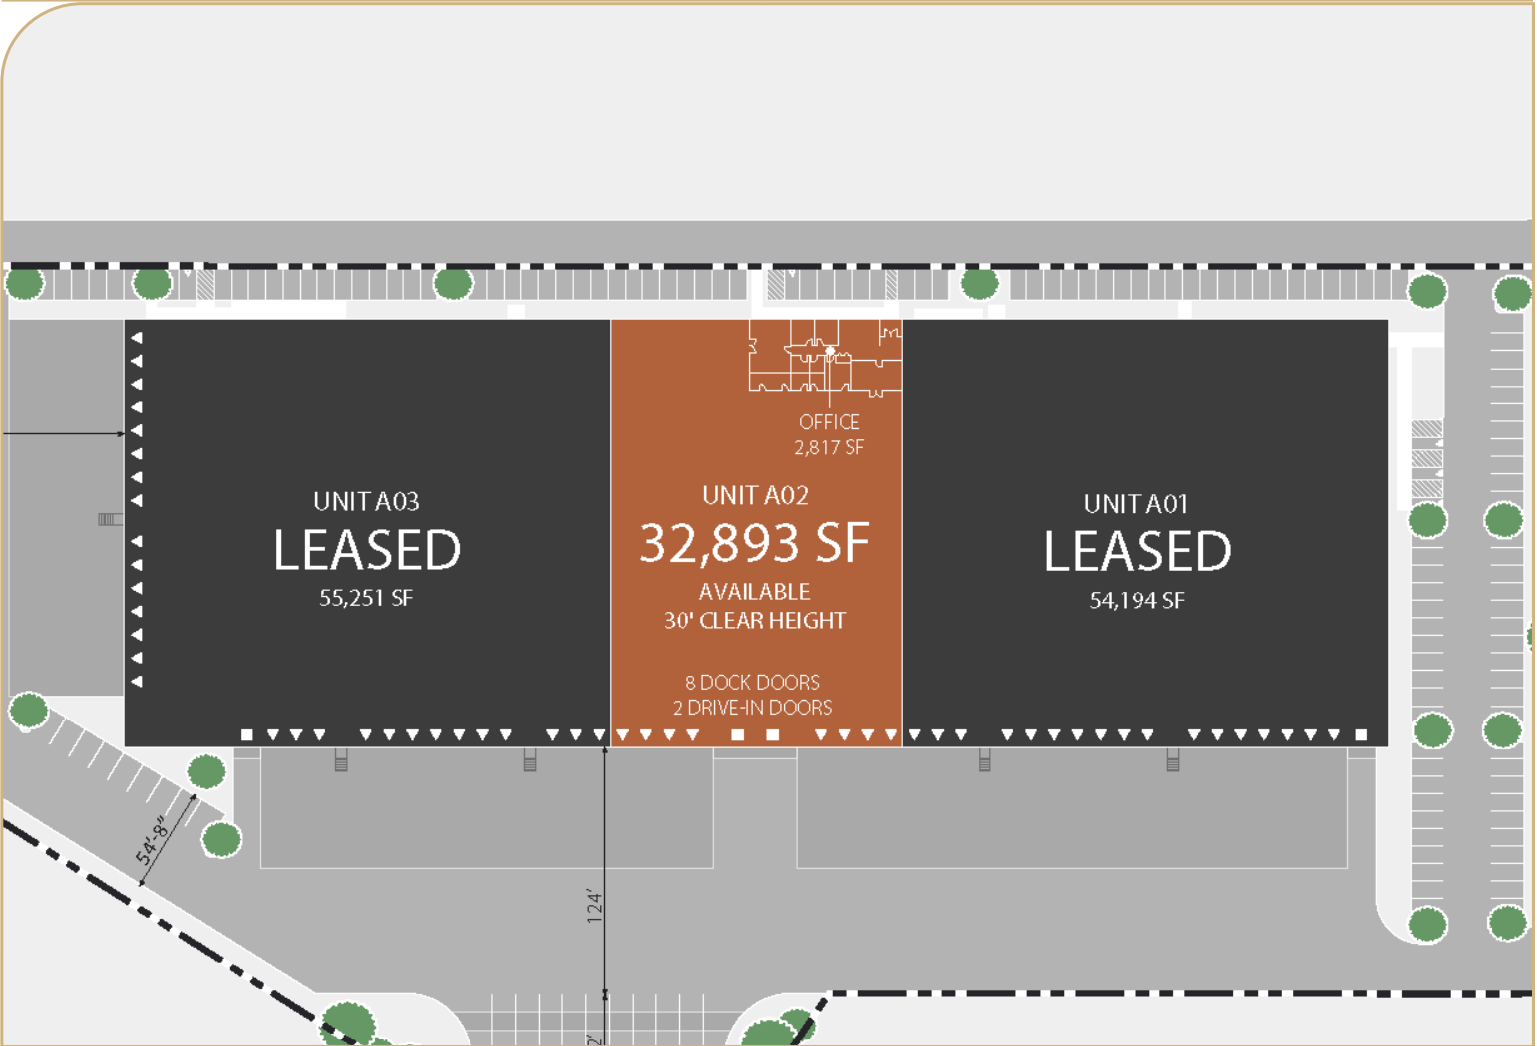 OFFICE
2,817 SF
UNIT A03
LEASED
55,251 SF
UNIT A02
32,893 SF
AVAILABLE
30' CLEAR HEIGHT
8 DOCK DOORS
2 DRIVE-IN DOORS
UNIT A01
LEASED
54,194 SF
54'-8"
124'
2'